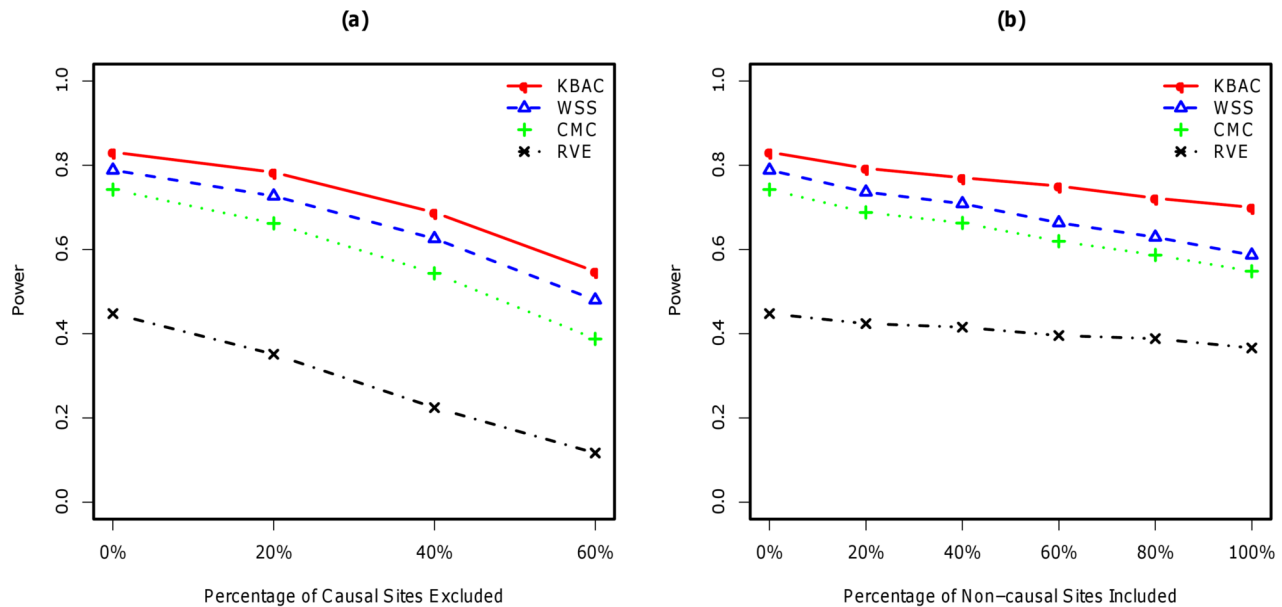 (a)
KBAC
WSS
CMC
RVE
Power
1.0
0.8
0.6
0.4
0.2
0.0
0% 20% 40% 60%
Percentage of Causal Sites Excluded
(b)
KBAC
WSS
CMC
RVE
Power
1.0
0.8
0.6
0.4
0.2
0.0
0% 20% 40% 60% 80% 100%
Percentage of Non−causal Sites Included